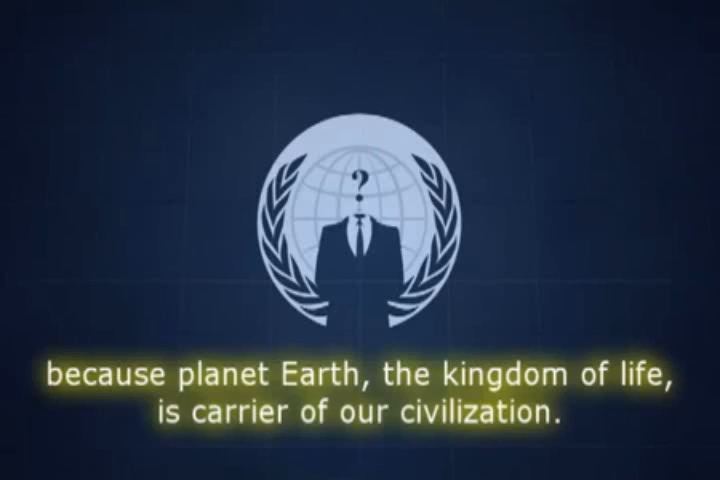 ?
because planet Earth, the kingdom of life,
is carrier of our civilization.